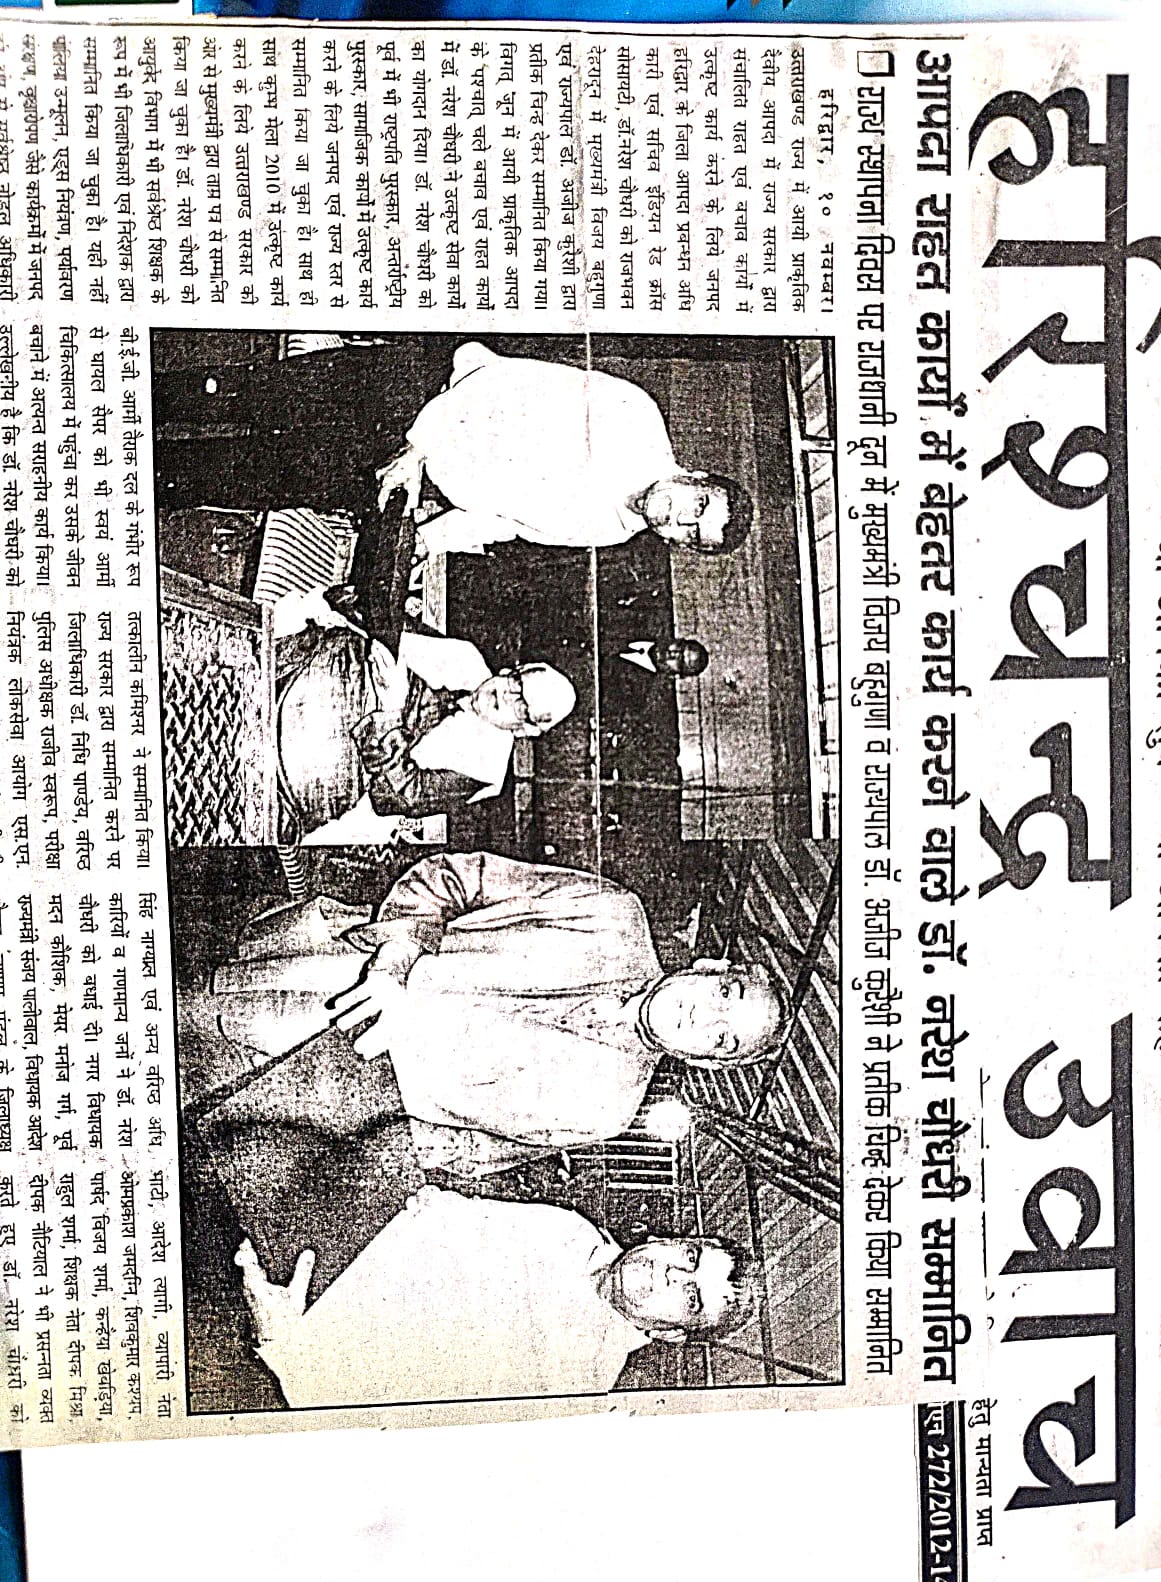 हरिश्चन्द्र उवाच
हेतु मान्यता प्राप्त
272/2012-14
आपदा राहत कार्यों में बेहतर कार्य करने वाले डॉ. नरेश चौधरी सम्मानित
राज्य स्थापना दिवस पर राजधानी दून में मुख्यमंत्री विजय बहुगुणा व राज्यपाल डॉ. अजीज कुरैशी ने प्रतीक चिन्ह देकर किया सम्मानित
हरिद्वार, १० नवम्बर।
उत्तराखण्ड राज्य में आयी प्राकृतिक
दैवीय आपदा में राज्य सरकार द्वारा
संचालित राहत एवं बचाव कार्यों में
उत्कृष्ट कार्य करने के लिये जनपद
हरिद्वार के जिला आपदा प्रबन्धन अधि
कारी एवं सचिव इंडियन रेड क्रॉस
सोसायटी, डॉ.नरेश चौधरी को राजभवन
देहरादून में मुख्यमंत्री विजय बहुगुणा
एवं राज्यपाल डॉ. अजीज कुरैशी द्वारा
प्रतीक चिन्ह देकर सम्मानित किया गया।
विगत् जून में आयी प्राकृतिक आपदा
के पश्चात् चले बचाव एवं राहत कार्यों
में डॉ. नरेश चौधरी ने उत्कृष्ट सेवा कार्यों
का योगदान दिया। डॉ. नरेश चौधरी को
पूर्व में भी राष्ट्रपति पुरस्कार, अन्तर्राष्ट्रीय
पुरस्कार, सामाजिक कार्यों में उत्कृष्ट कार्य
करने के लिये जनपद एवं राज्य स्तर से
सम्मानित किया जा चुका है। साथ ही
साथ कुम्भ मेला 2010 में उत्कृष्ट कार्य
करने के लिये उत्तराखण्ड सरकार की
ओर से मुख्यमंत्री द्वारा ताम्र पत्र से सम्मानित
किया जा चुका है। डॉ. नरेश चौधरी को
आयुर्वेद विभाग में भी सर्वश्रेष्ठ शिक्षक के
रूप में भी जिलाधिकारी एवं निदेशक द्वारा
सम्मानित किया जा चुका है। यही नहीं
पोलियो उन्मूलन, एड्स नियंत्रण, पर्यावरण
संरक्षण, वृक्षारोपण जैसे कार्यक्रमों में जनपद
की ओर से सर्वश्रेष्ठ नोडल अधिकारी
बी.ई.जी. आर्मी तैराक दल के गंभीर रूप
से घायल सैपर को भी स्वयं आर्मी
चिकित्सालय में पहुंचा कर उसके जीवन
बचाने में अत्यन्त सराहनीय कार्य किया।
उल्लेखनीय है कि डॉ. नरेश चौधरी को
तत्कालीन कमिश्नर ने सम्मानित किया।
राज्य सरकार द्वारा सम्मानित करने पर
जिलाधिकारी डॉ. निधि पाण्डेय, वरिष्ठ
पुलिस अधीक्षक राजीव स्वरूप, परीक्षा
नियंत्रक लोकसेवा आयोग एस.एन.
सिंह नाग्याल एवं अन्य वरिष्ठ अधि
कारियों व गणमान्य जनों ने डॉ. नरेश
चौधरी को बधाई दी। नगर विधायक
मदन कौशिक, मेयर मनोज गर्ग, पूर्व
राज्यमंत्री संजय पालीवाल, विधायक आदेश
के जिलाध्यक्ष
भाटी, आदेश त्यागी, व्यापारी नेता
ओमप्रकाश जमदग्नि, शिवकुमार कश्यप,
पार्षद विजय शर्मा, कन्हैया खेवड़िया,
राहुल शर्मा, शिक्षक नेता दीपक मिश्रा,
दीपक नौटियाल ने भी प्रसन्नता व्यक्त
करते हुए डॉ. नरेश चौधरी को